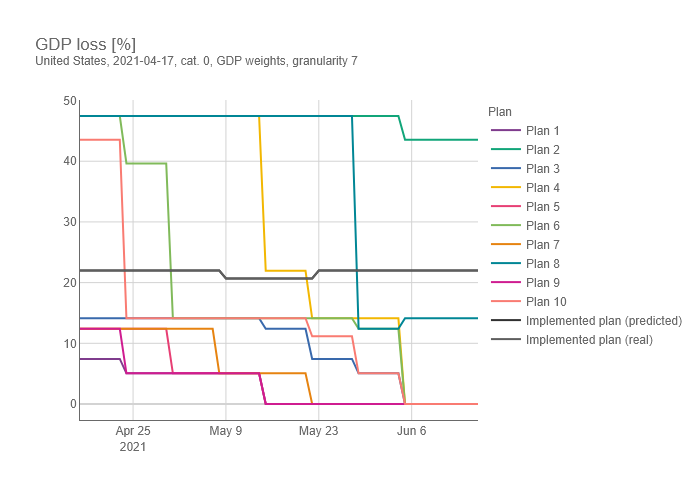 GDP loss [%]
United States, 2021-04-17, cat. 0, GDP weights, granularity 7
50
40
30
20
10
0
Apr 25
2021
May 9
May 23
Jun 6
Plan
Plan 1
Plan 2
Plan 3
Plan 4
Plan 5
Plan 6
Plan 7
Plan 8
Plan 9
Plan 10
Implemented plan (predicted)
Implemented plan (real)